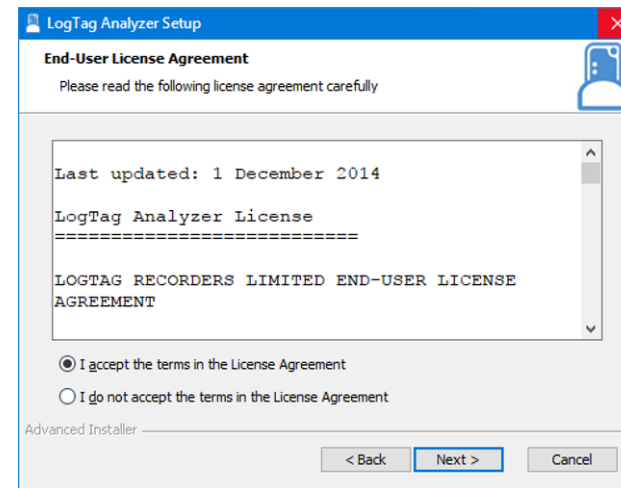 LogTag Analyzer Setup
End-User License Agreement
Please read the following license agreement carefully
Last updated: 1 December 2014
LogTag Analyzer License
===========================
LOGTAG RECORDERS LIMITED END-USER LICENSE
AGREEMENT
I accept the terms in the License Agreement
I do not accept the terms in the License Agreement
Advanced Installer
< Back Next > Cancel